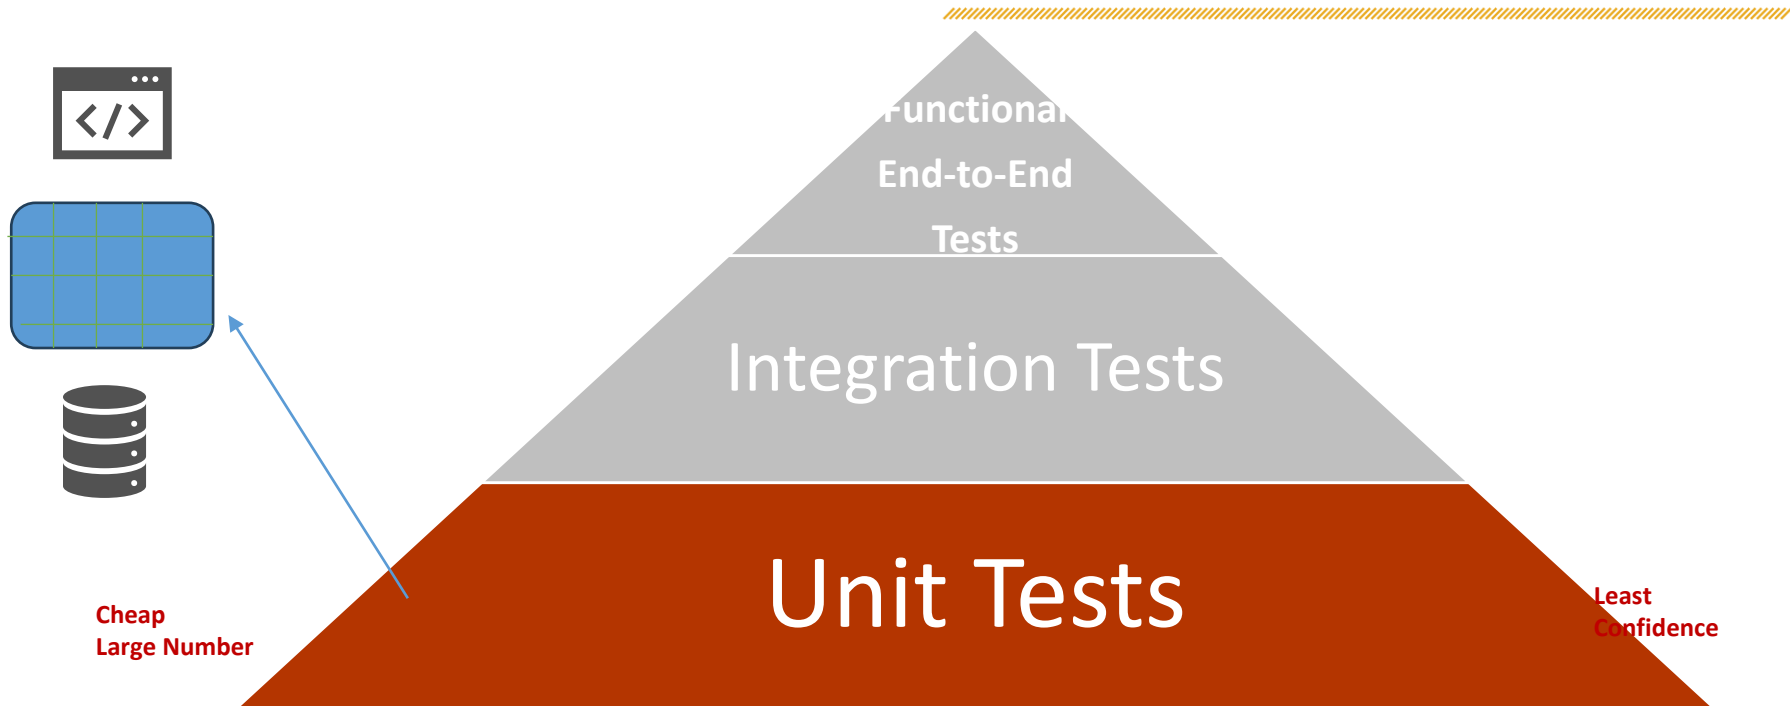 </>
Functional
End-to-End
Tests
Integration Tests
Unit Tests
Cheap
Large Number
Least
Confidence